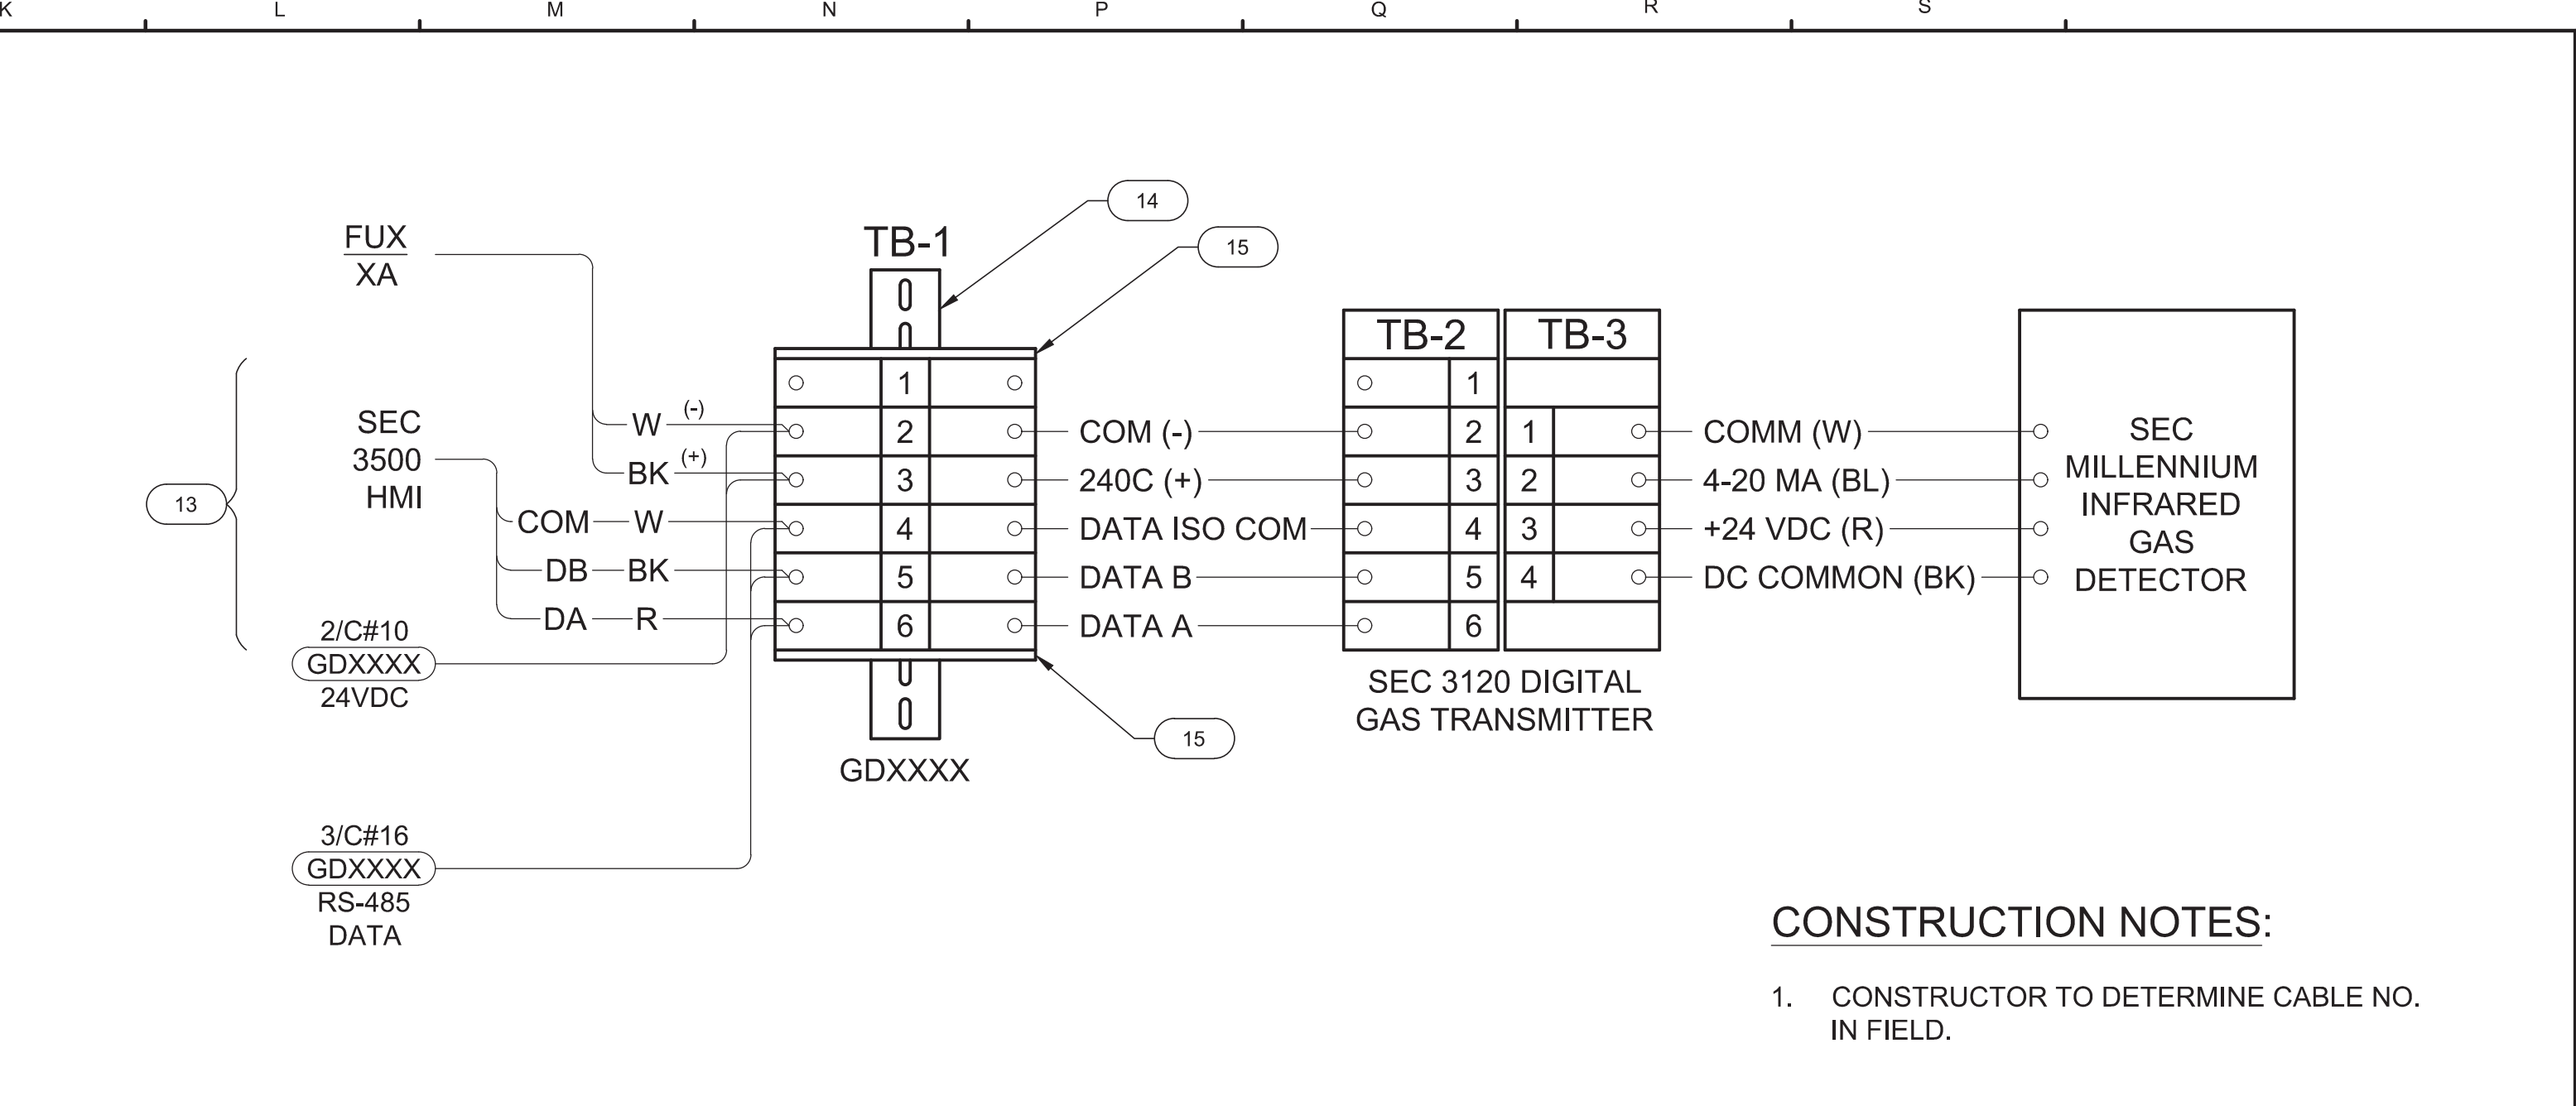 K L M N P Q R S
14
15
FUX
XA
TB-1
SEC
3500
HMI
13
W (-)
BK (+)
COM W
DB BK
DA R
2/C#10
GDXXXX
24VDC
3/C#16
GDXXXX
RS-485
DATA
1
2
3
4
5
6
GDXXXX
15
COM (-)
240C (+)
DATA ISO COM
DATA B
DATA A
TB-2
1
2
3
4
5
6
TB-3
1
2
3
4
SEC 3120 DIGITAL
GAS TRANSMITTER
COMM (W)
4-20 MA (BL)
+24 VDC (R)
DC COMMON (BK)
SEC
MILLENNIUM
INFRARED
GAS
DETECTOR
CONSTRUCTION NOTES:
1. CONSTRUCTOR TO DETERMINE CABLE NO.
IN FIELD.